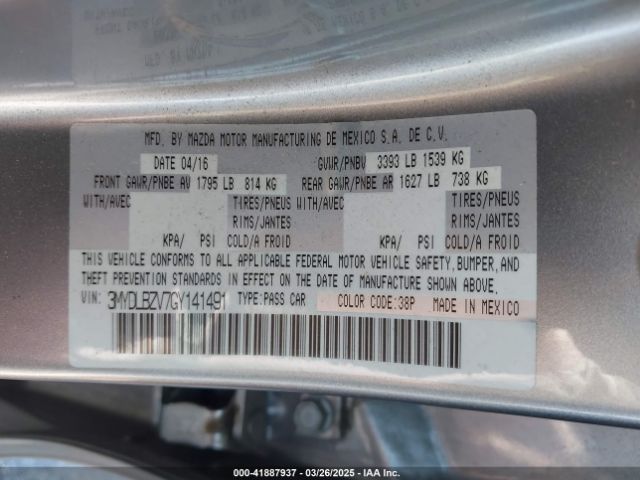 MFD. BY MAZDA MOTOR MANUFACTURING DE MEXICO S.A. DE C.V.
DATE 04/16 GVWR/PNBV 3393 LB 1539 KG
FRONT GAWR/PNBE AV 1795 LB 814 KG REAR GAWR/PNBE AR 1627 LB 738 KG
WITH/AVEC TIRES/PNEUS WITH/AVEC TIRES/PNEUS
RIMS/JANTES RIMS/JANTES
KPA/ PSI COLD/A FROID KPA/ PSI COLD/A FROID
THIS VEHICLE CONFORMS TO ALL APPLICABLE FEDERAL MOTOR VEHICLE SAFETY, BUMPER, AND
THEFT PREVENTION STANDARDS IN EFFECT ON THE DATE OF MANUFACTURE SHOWN ABOVE.
VIN: 3MYDLBZV7GY141491 TYPE:PASS CAR COLOR CODE:38P MADE IN MEXICO
000-41887937 - 03/26/2025 - IAA Inc.